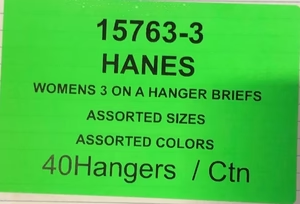 15763-3
HANES
WOMENS 3 ON A HANGER BRIEFS
ASSORTED SIZES
ASSORTED COLORS
40Hangers / Ctn